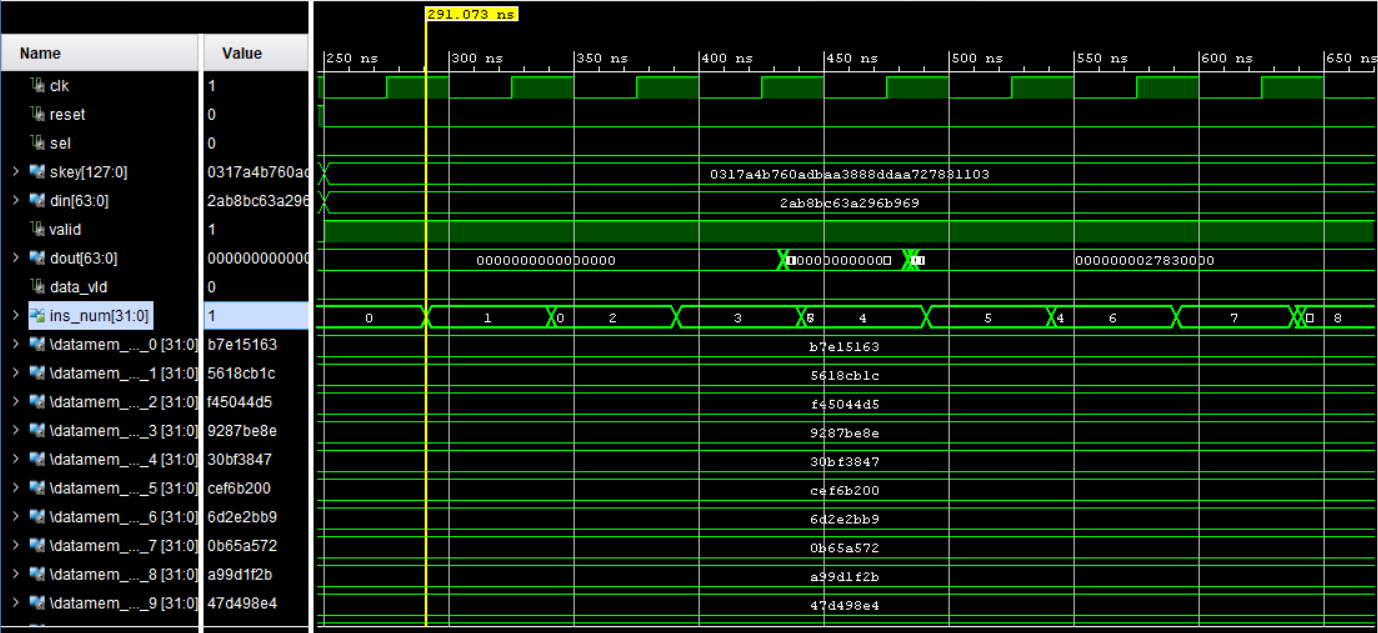 291.073 ns
Name Value 250 ns 300 ns 350 ns 400 ns 450 ns 500 ns 550 ns 600 ns 650 ns
clk 1
reset 0
sel 0
skey[127:0] 0317a4b760ad 0317a4b760adbaa3888ddaa727831103
din[63:0] 2ab8bc63a296 2ab8bc63a296b969
valid 1
dout[63:0] 000000000000 0000000000000000 00000000000 0000000027830000
data_vld 0
ins_num[31:0] 1 0 1 0 2 3 4 5 4 6 7 8
\datamem_..._0 [31:0] b7e15163 b7e15163
\datamem_..._1 [31:0] 5618cb1c 5618cb1c
\datamem_..._2 [31:0] f45044d5 f45044d5
\datamem_..._3 [31:0] 9287be8e 9287be8e
\datamem_..._4 [31:0] 30bf3847 30bf3847
\datamem_..._5 [31:0] cef6b200 cef6b200
\datamem_..._6 [31:0] 6d2e2bb9 6d2e2bb9
\datamem_..._7 [31:0] 0b65a572 0b65a572
\datamem_..._8 [31:0] a99d1f2b a99d1f2b
\datamem_..._9 [31:0] 47d498e4 47d498e4